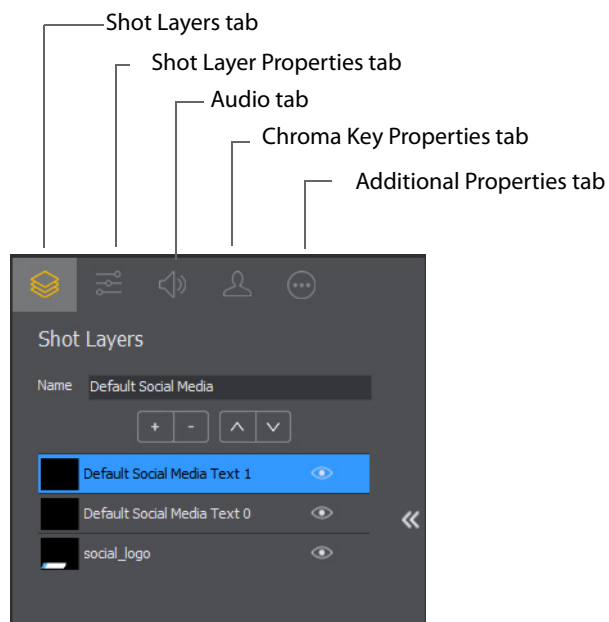 Shot Layers tab
Shot Layer Properties tab
Audio tab
Chroma Key Properties tab
Additional Properties tab
Shot Layers
Name Default Social Media
+ -
Default Social Media Text 1
Default Social Media Text 0
social_logo